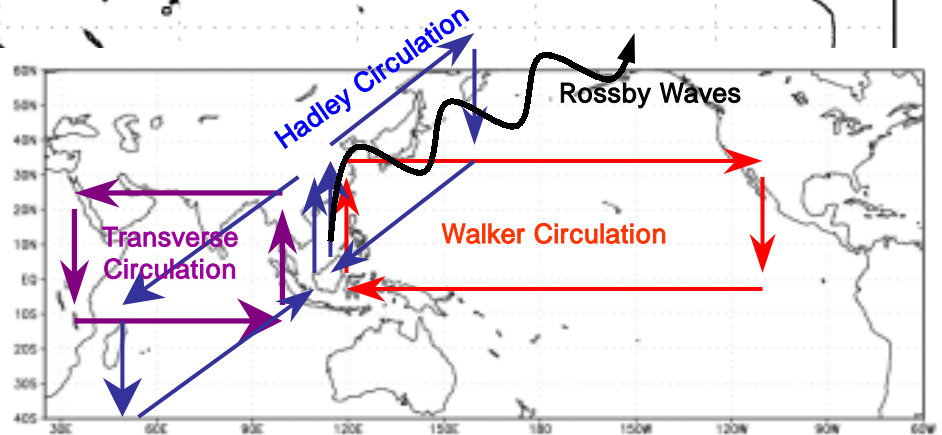 Hadley Circulation
Rossby Waves
Transverse
Circulation
Walker Circulation
60N
50N
40N
30N
20N
10N
EQ
10S
20S
30S
40S
30E
60E
90E
120E
150E
180
150W
120W
90W
60W